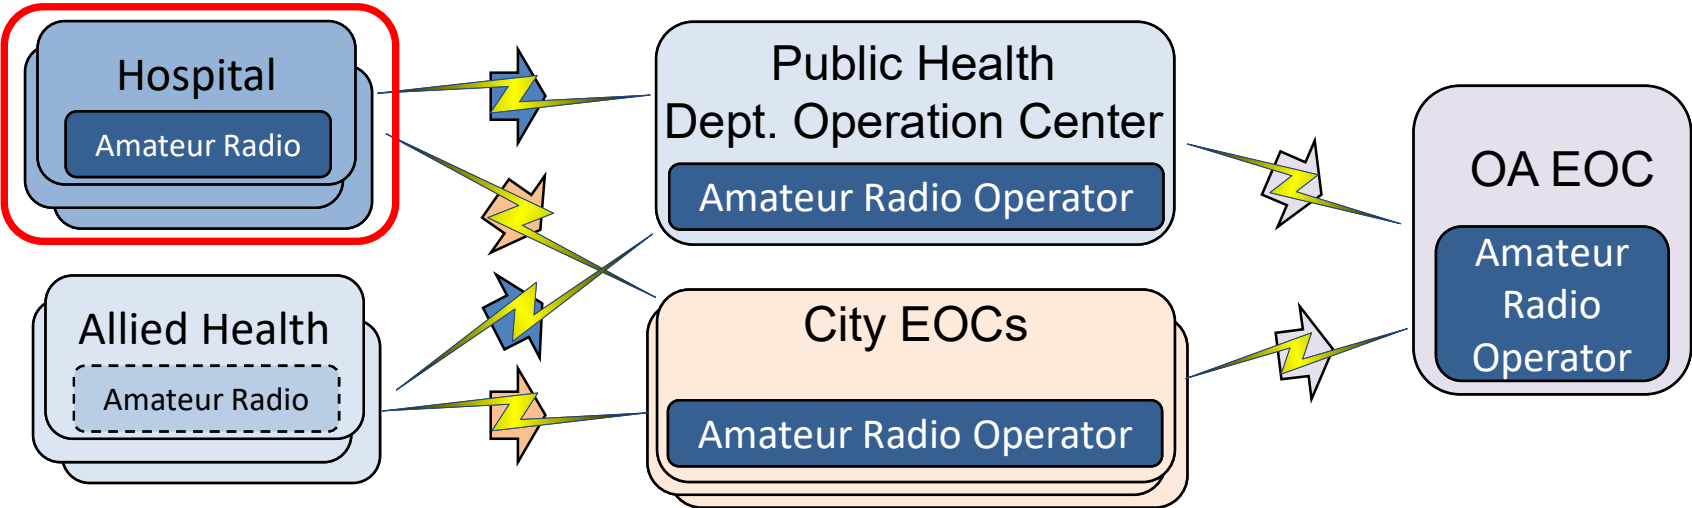 Hospital
Amateur Radio
Allied Health
Amateur Radio
Public Health
Dept. Operation Center
Amateur Radio Operator
City EOCs
Amateur Radio Operator
OA EOC
Amateur
Radio
Operator